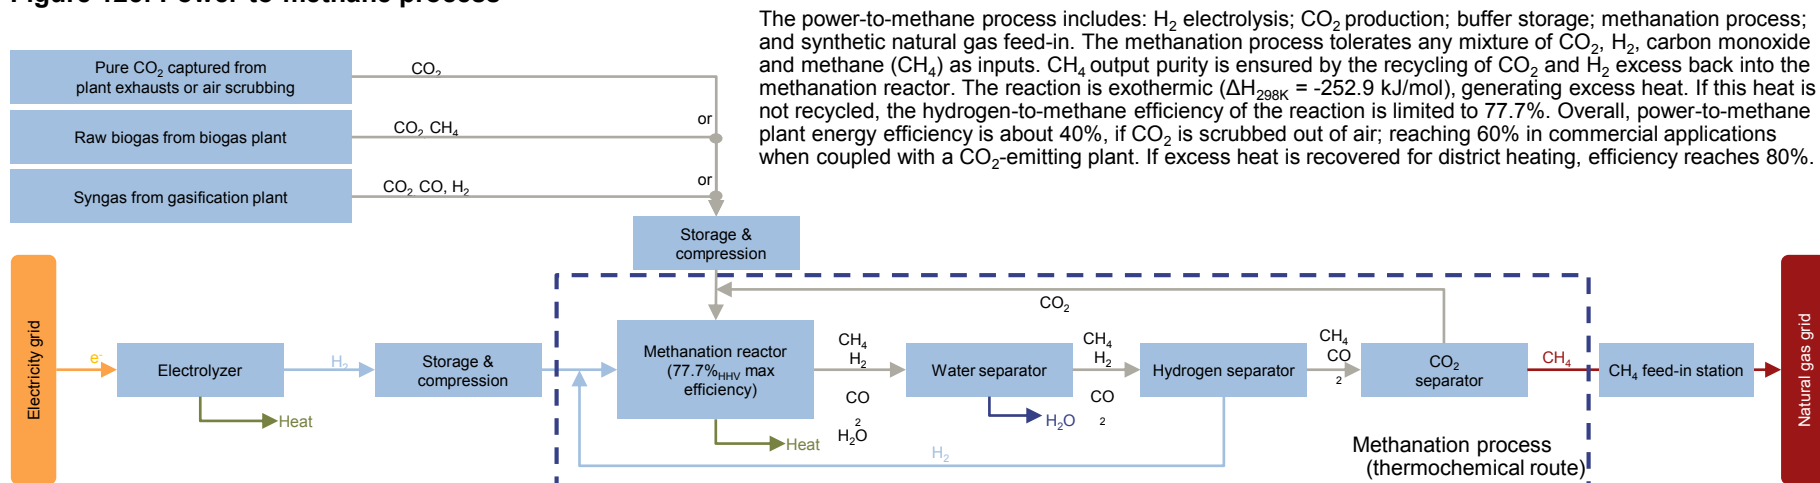 The power-to-methane process includes: H₂ electrolysis; CO₂ production; buffer storage; methanation process;
and synthetic natural gas feed-in. The methanation process tolerates any mixture of CO₂, H₂, carbon monoxide
and methane (CH₄) as inputs. CH₄ output purity is ensured by the recycling of CO₂ and H₂ excess back into the
methanation reactor. The reaction is exothermic (ΔH₂₉₈K = -252.9 kJ/mol), generating excess heat. If this heat is
not recycled, the hydrogen-to-methane efficiency of the reaction is limited to 77.7%. Overall, power-to-methane
plant energy efficiency is about 40%, if CO₂ is scrubbed out of air; reaching 60% in commercial applications
when coupled with a CO₂-emitting plant. If excess heat is recovered for district heating, efficiency reaches 80%.
Pure CO₂ captured from
plant exhausts or air scrubbing
CO₂
Raw biogas from biogas plant
CO₂ CH₄
or
Syngas from gasification plant
CO₂ CO, H₂
or
Storage &
compression
CO₂
Electricity grid
e⁻
Electrolyzer
Heat
H₂
Storage &
compression
Methanation reactor
(77.7%HHV max
efficiency)
Heat
CH₄
H₂
CO
₂
H₂O
Water separator
H₂O
CH₄
H₂
CO
₂
Hydrogen separator
H₂
CH₄
CO
₂
CO₂
separator
CH₄
CH₄ feed-in station
Natural gas grid
Methanation process
(thermochemical route)